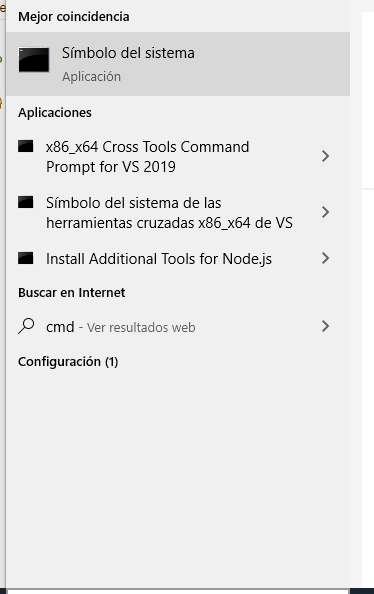 Mejor coincidencia
Símbolo del sistema
Aplicación
Aplicaciones
x86_x64 Cross Tools Command
Prompt for VS 2019
Símbolo del sistema de las
herramientas cruzadas x86_x64 de VS
Install Additional Tools for Node.js
Buscar en Internet
cmd - Ver resultados web
Configuración (1)